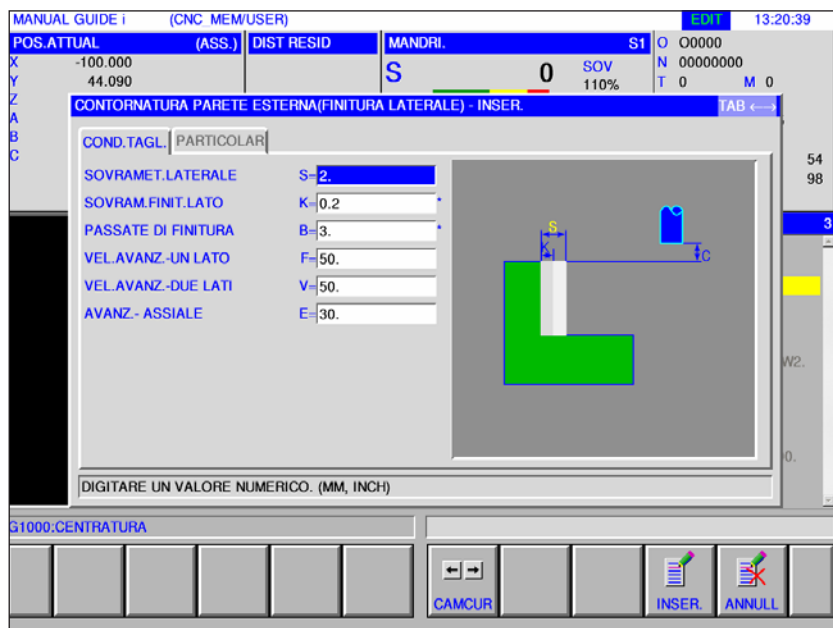 MANUAL GUIDE i (CNC_MEM/USER) EDIT 13:20:39
POS.ATTUAL (ASS.) DIST RESID MANDRI. S1 O O0000
X -100.000 S 0 SOV N 00000000
Y 44.090 110% T 0 M 0
Z
A
B
C
CONTORNATURA PARETE ESTERNA(FINITURA LATERALE) - INSER. TAB ←→
COND.TAGL. PARTICOLAR
54
98
SOVRAMET.LATERALE S=2.
SOVRAM.FINIT.LATO K=0.2 *
PASSATE DI FINITURA B=3. *
VEL.AVANZ.-UN LATO F=50.
VEL.AVANZ.-DUE LATI V=50.
AVANZ.- ASSIALE E=30.
S
K
C
3
W2.
00.
DIGITARE UN VALORE NUMERICO. (MM, INCH)
G1000:CENTRATURA
CAMCUR INSER. ANNULL